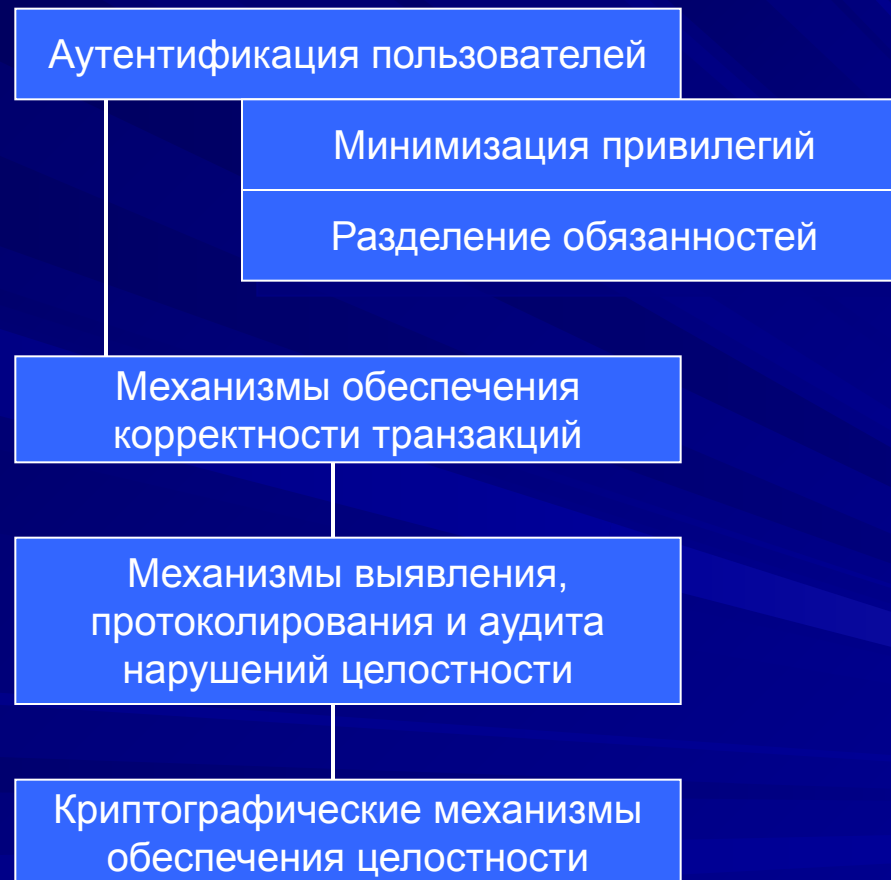 Аутентификация пользователей
Минимизация привилегий
Разделение обязанностей
Механизмы обеспечения
корректности транзакций
Механизмы выявления,
протоколирования и аудита
нарушений целостности
Криптографические механизмы
обеспечения целостности